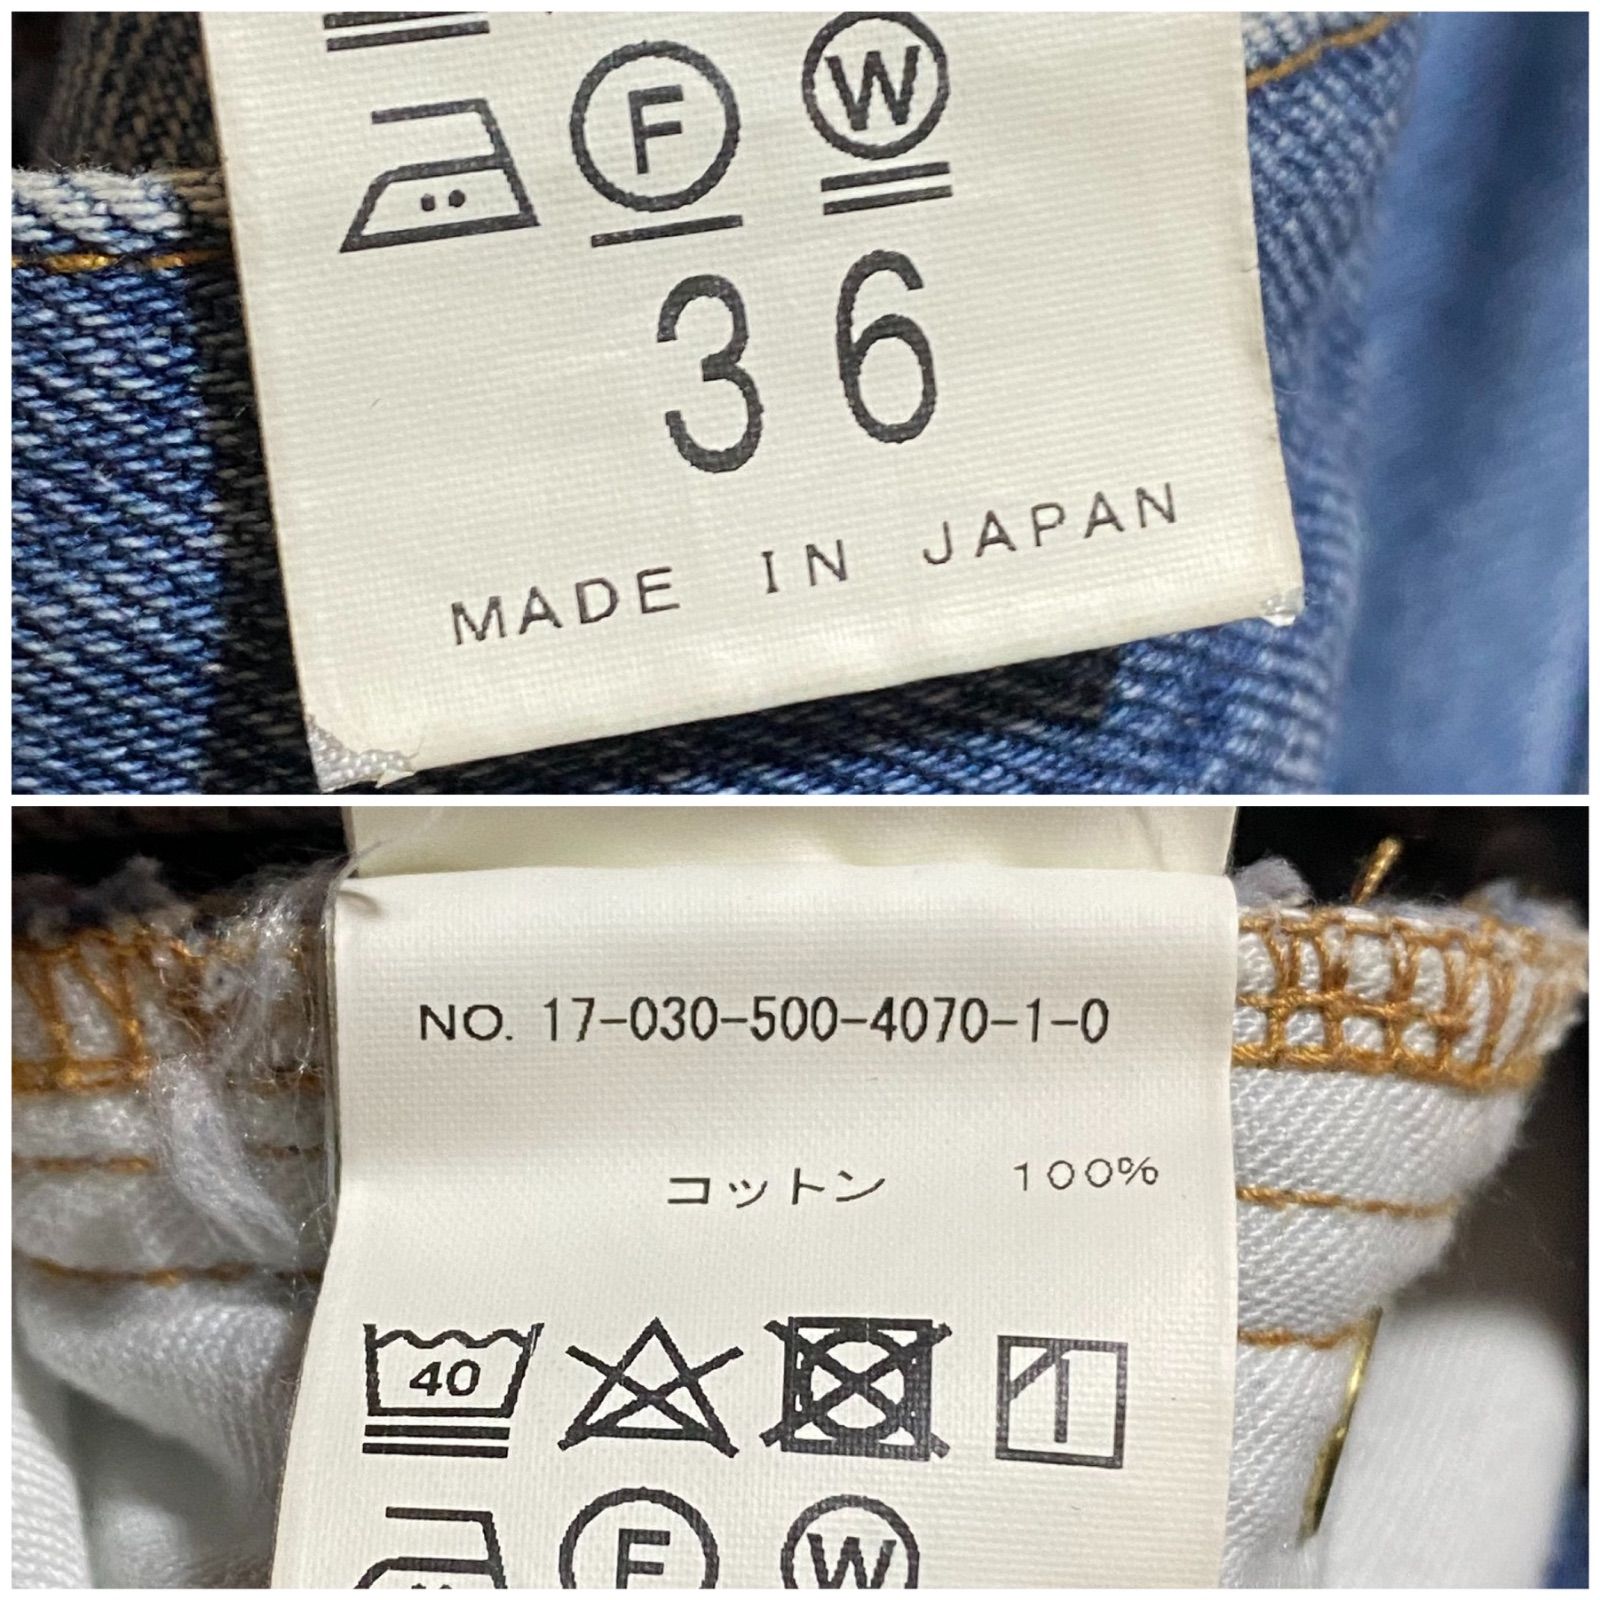 F W
36
MADE IN JAPAN
NO. 17-030-500-4070-1-0
コットン 100%
40
F W